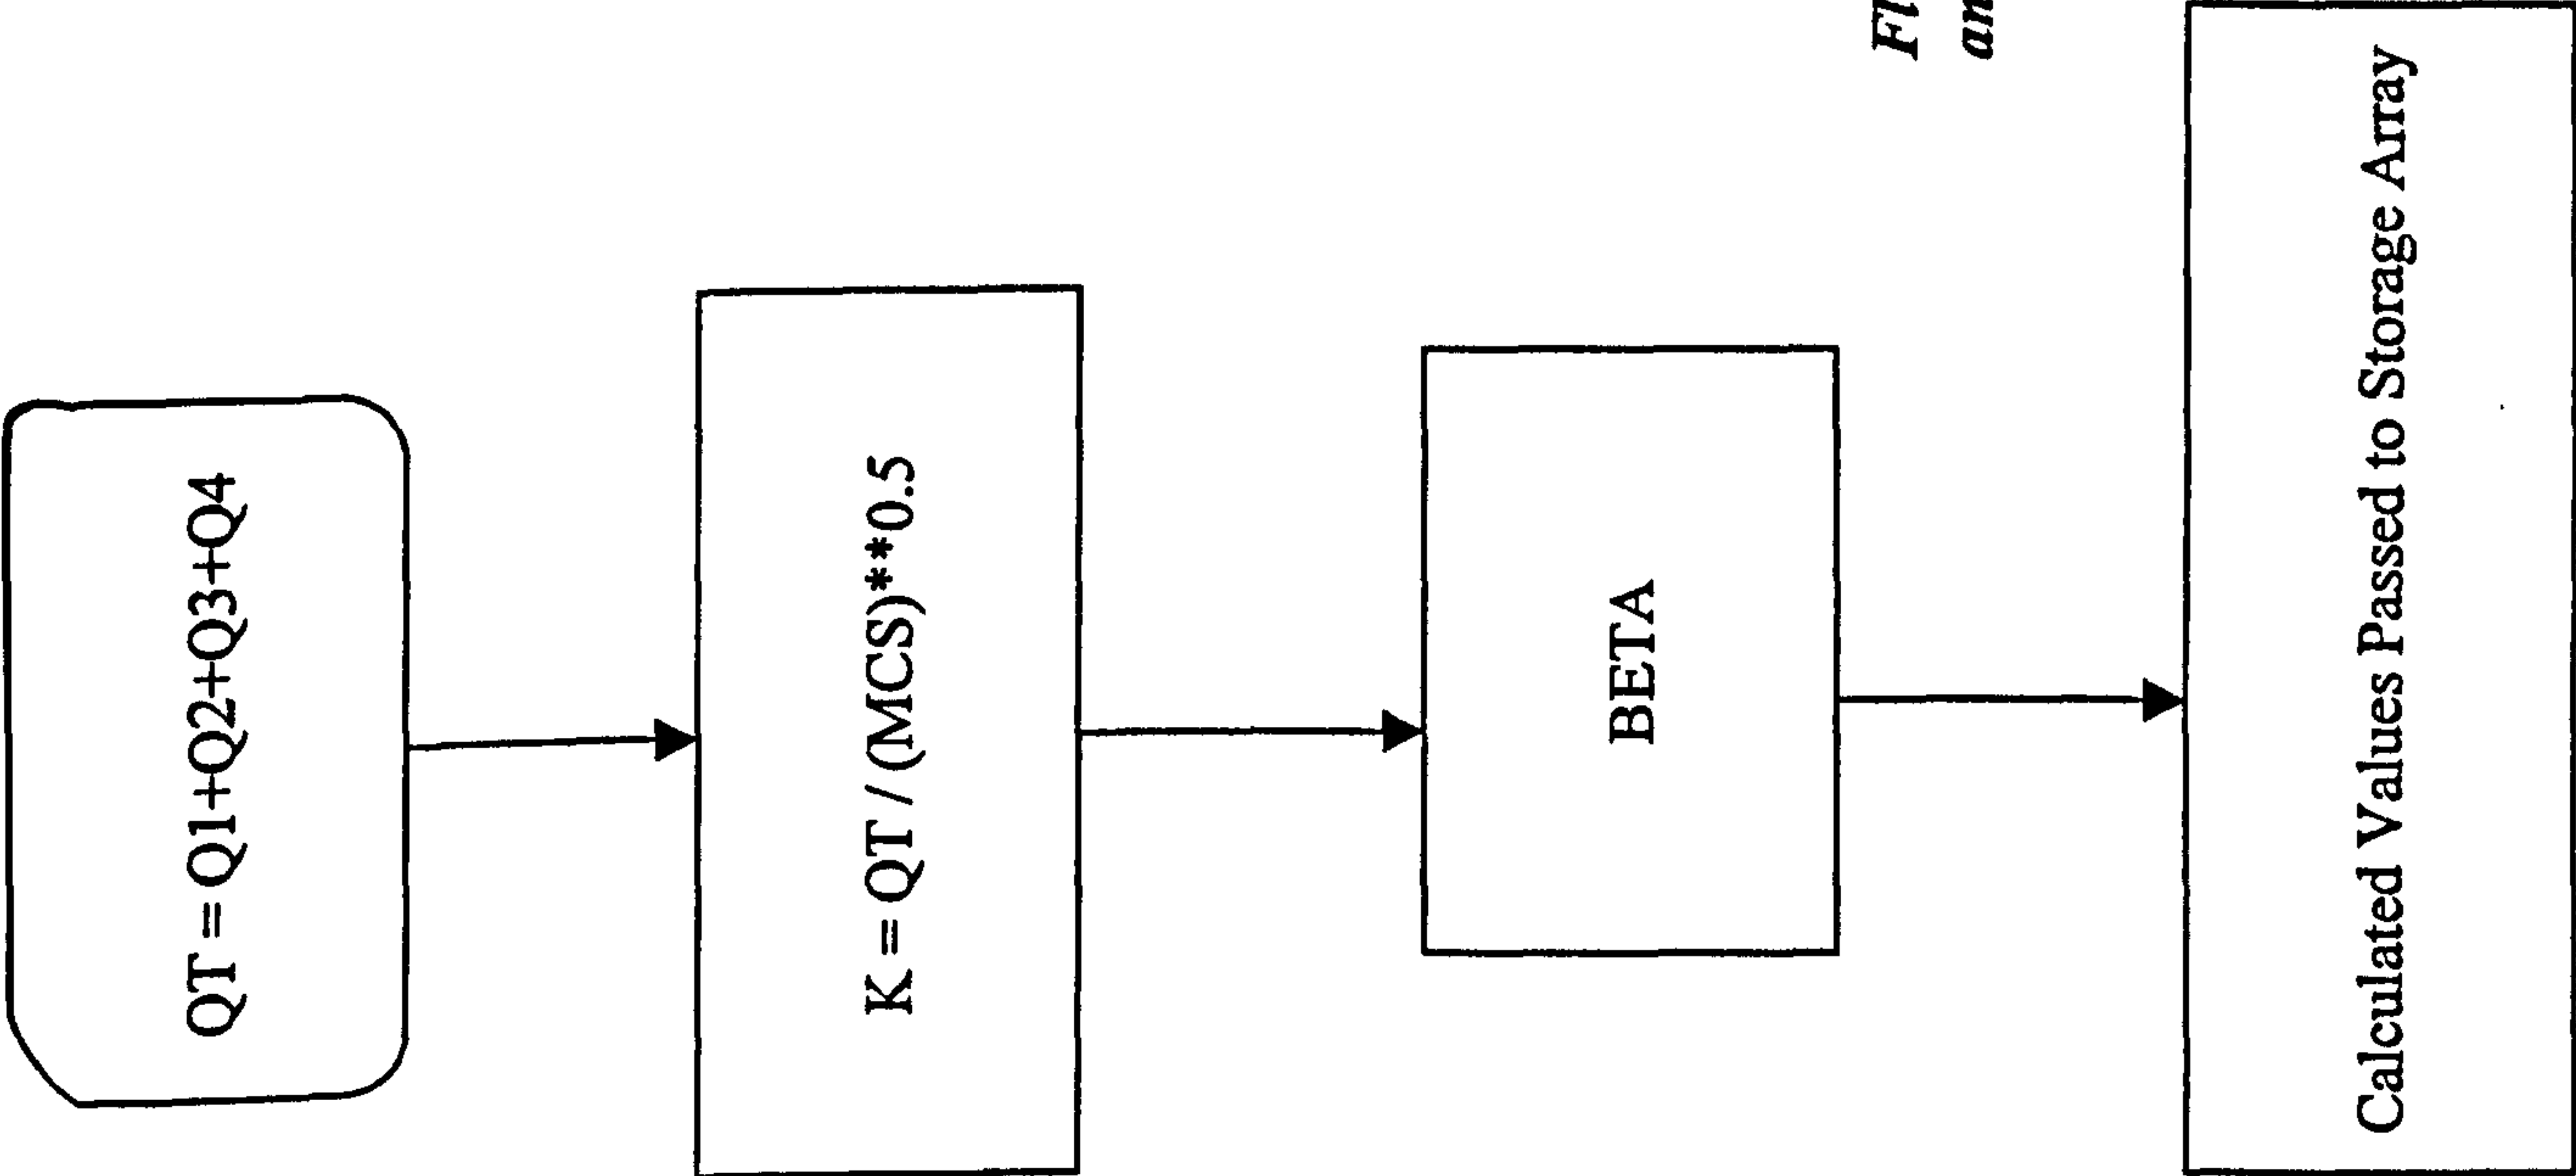 QT = Q1+Q2+Q3+Q4
K = QT / (MCS)**0.5
BETA
Calculated Values Passed to Storage Array